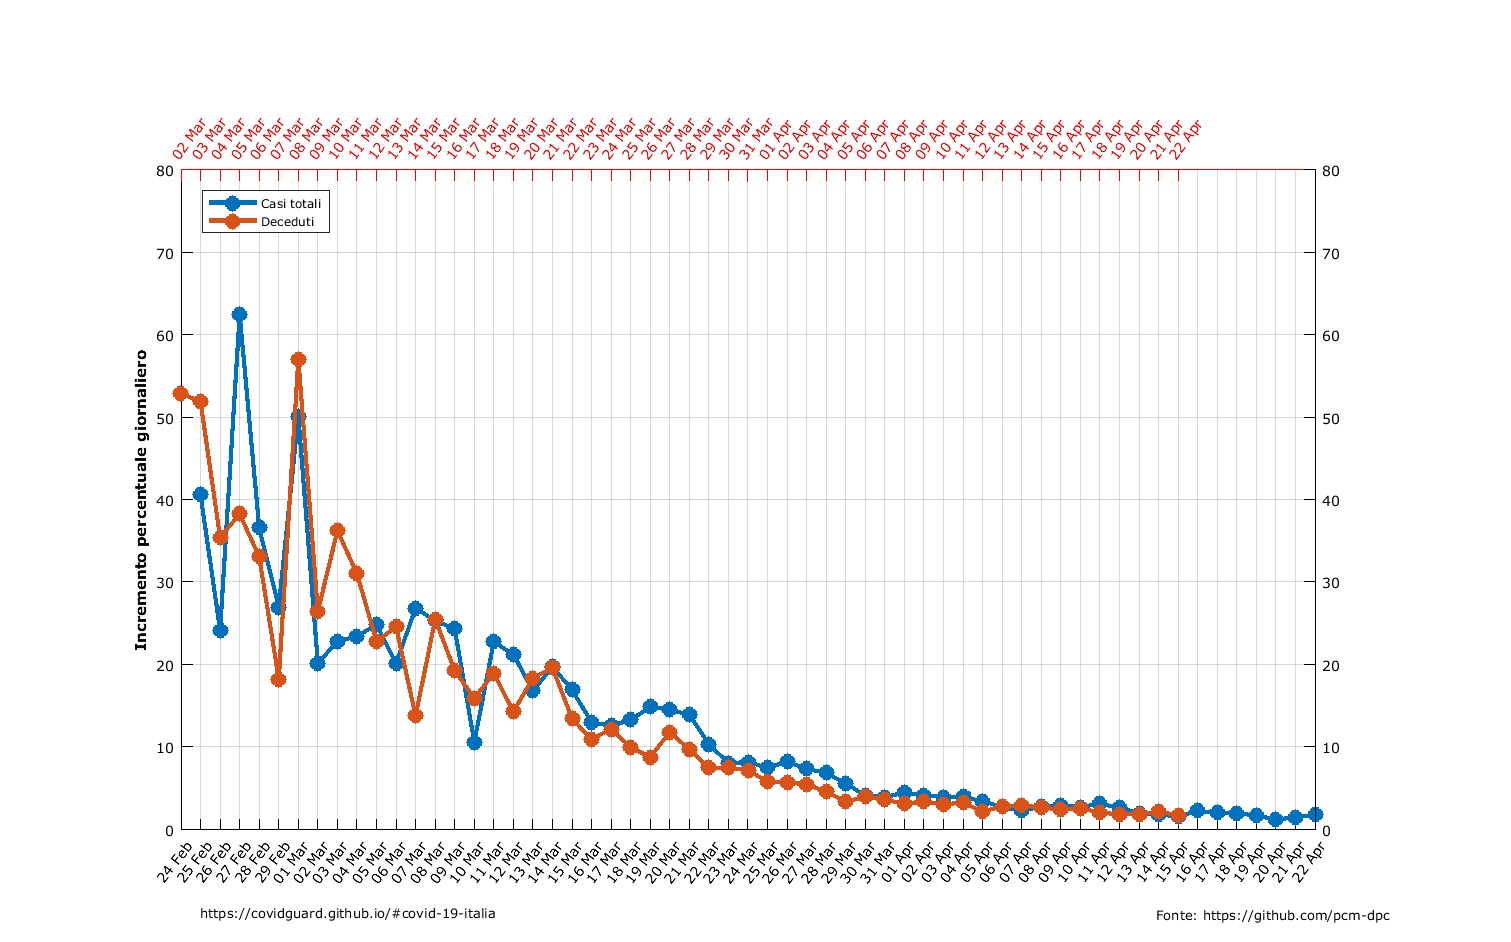 02 Mar
03 Mar
04 Mar
05 Mar
06 Mar
07 Mar
08 Mar
09 Mar
10 Mar
11 Mar
12 Mar
13 Mar
14 Mar
15 Mar
16 Mar
17 Mar
18 Mar
19 Mar
20 Mar
21 Mar
22 Mar
23 Mar
24 Mar
25 Mar
26 Mar
27 Mar
28 Mar
29 Mar
30 Mar
31 Mar
01 Apr
02 Apr
03 Apr
04 Apr
05 Apr
06 Apr
07 Apr
08 Apr
09 Apr
10 Apr
11 Apr
12 Apr
13 Apr
14 Apr
15 Apr
16 Apr
17 Apr
18 Apr
19 Apr
20 Apr
21 Apr
22 Apr
Casi totali
Deceduti
Incremento percentuale giornaliero
80
70
60
50
40
30
20
10
0
80
70
60
50
40
30
20
10
0
24 Feb
25 Feb
26 Feb
27 Feb
28 Feb
29 Feb
01 Mar
02 Mar
03 Mar
04 Mar
05 Mar
06 Mar
07 Mar
08 Mar
09 Mar
10 Mar
11 Mar
12 Mar
13 Mar
14 Mar
15 Mar
16 Mar
17 Mar
18 Mar
19 Mar
20 Mar
21 Mar
22 Mar
23 Mar
24 Mar
25 Mar
26 Mar
27 Mar
28 Mar
29 Mar
30 Mar
31 Mar
01 Apr
02 Apr
03 Apr
04 Apr
05 Apr
06 Apr
07 Apr
08 Apr
09 Apr
10 Apr
11 Apr
12 Apr
13 Apr
14 Apr
15 Apr
16 Apr
17 Apr
18 Apr
19 Apr
20 Apr
21 Apr
22 Apr
https://covidguard.github.io/#covid-19-italia
Fonte: https://github.com/pcm-dpc